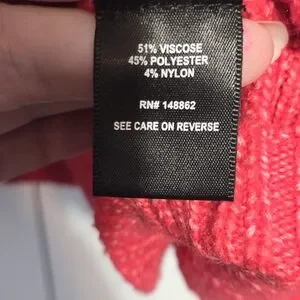 51% VISCOSE
45% POLYESTER
4% NYLON
RN# 148862
SEE CARE ON REVERSE